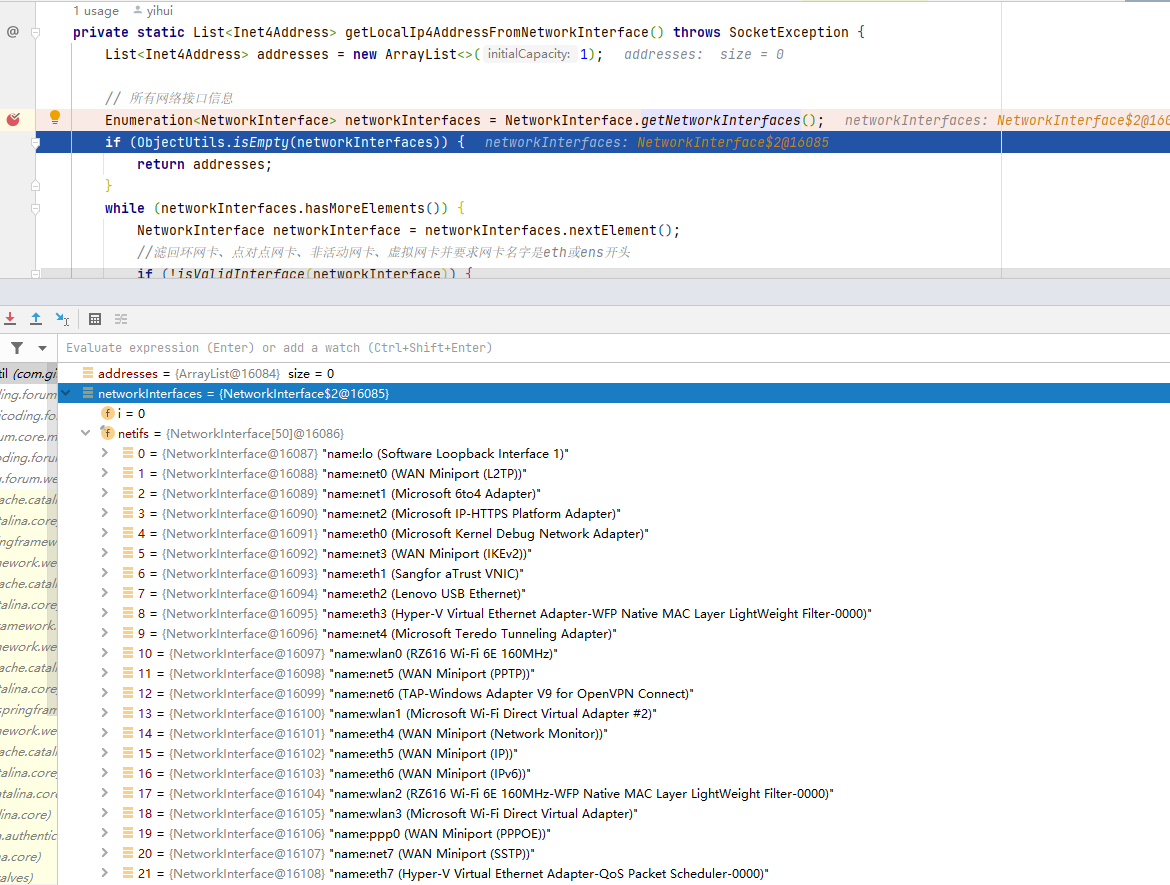 1 usage yihui
@ private static List<Inet4Address> getLocalIp4AddressFromNetworkInterface() throws SocketException {
List<Inet4Address> addresses = new ArrayList<>( initialCapacity: 1); addresses: size = 0
// 所有网络接口信息
Enumeration<NetworkInterface> networkInterfaces = NetworkInterface.getNetworkInterfaces(); networkInterfaces: NetworkInterface$2@160
if (ObjectUtils.isEmpty(networkInterfaces)) { networkInterfaces: NetworkInterface$2@16085
return addresses;
}
while (networkInterfaces.hasMoreElements()) {
NetworkInterface networkInterface = networkInterfaces.nextElement();
//滤回环网卡、点对点网卡、非活动网卡、虚拟网卡并要求网卡名字是eth或ens开头
if (!isValidInterface(networkInterface)) {
Evaluate expression (Enter) or add a watch (Ctrl+Shift+Enter)
til (com.gi
ding.forum
icoding.fo
um.core.m
oding.foru
g.forum.we
ache.catal
talina.core
ingframew
ework.we
ache.catal
talina.core
ramework.
ework.we
ache.catal
talina.core
springfram
ework.we
ache.catal
talina.core
atalina.core
lina.core)
n.authentic
na.core)
valves)
addresses = {ArrayList@16084} size = 0
networkInterfaces = {NetworkInterface$2@16085}
f i = 0
f netifs = {NetworkInterface[50]@16086}
0 = {NetworkInterface@16087} "name:lo (Software Loopback Interface 1)"
1 = {NetworkInterface@16088} "name:net0 (WAN Miniport (L2TP))"
2 = {NetworkInterface@16089} "name:net1 (Microsoft 6to4 Adapter)"
3 = {NetworkInterface@16090} "name:net2 (Microsoft IP-HTTPS Platform Adapter)"
4 = {NetworkInterface@16091} "name:eth0 (Microsoft Kernel Debug Network Adapter)"
5 = {NetworkInterface@16092} "name:net3 (WAN Miniport (IKEv2))"
6 = {NetworkInterface@16093} "name:eth1 (Sangfor aTrust VNIC)"
7 = {NetworkInterface@16094} "name:eth2 (Lenovo USB Ethernet)"
8 = {NetworkInterface@16095} "name:eth3 (Hyper-V Virtual Ethernet Adapter-WFP Native MAC Layer LightWeight Filter-0000)"
9 = {NetworkInterface@16096} "name:net4 (Microsoft Teredo Tunneling Adapter)"
10 = {NetworkInterface@16097} "name:wlan0 (RZ616 Wi-Fi 6E 160MHz)"
11 = {NetworkInterface@16098} "name:net5 (WAN Miniport (PPTP))"
12 = {NetworkInterface@16099} "name:net6 (TAP-Windows Adapter V9 for OpenVPN Connect)"
13 = {NetworkInterface@16100} "name:wlan1 (Microsoft Wi-Fi Direct Virtual Adapter #2)"
14 = {NetworkInterface@16101} "name:eth4 (WAN Miniport (Network Monitor))"
15 = {NetworkInterface@16102} "name:eth5 (WAN Miniport (IP))"
16 = {NetworkInterface@16103} "name:eth6 (WAN Miniport (IPv6))"
17 = {NetworkInterface@16104} "name:wlan2 (RZ616 Wi-Fi 6E 160MHz-WFP Native MAC Layer LightWeight Filter-0000)"
18 = {NetworkInterface@16105} "name:wlan3 (Microsoft Wi-Fi Direct Virtual Adapter)"
19 = {NetworkInterface@16106} "name:ppp0 (WAN Miniport (PPPOE))"
20 = {NetworkInterface@16107} "name:net7 (WAN Miniport (SSTP))"
21 = {NetworkInterface@16108} "name:eth7 (Hyper-V Virtual Ethernet Adapter-QoS Packet Scheduler-0000)"